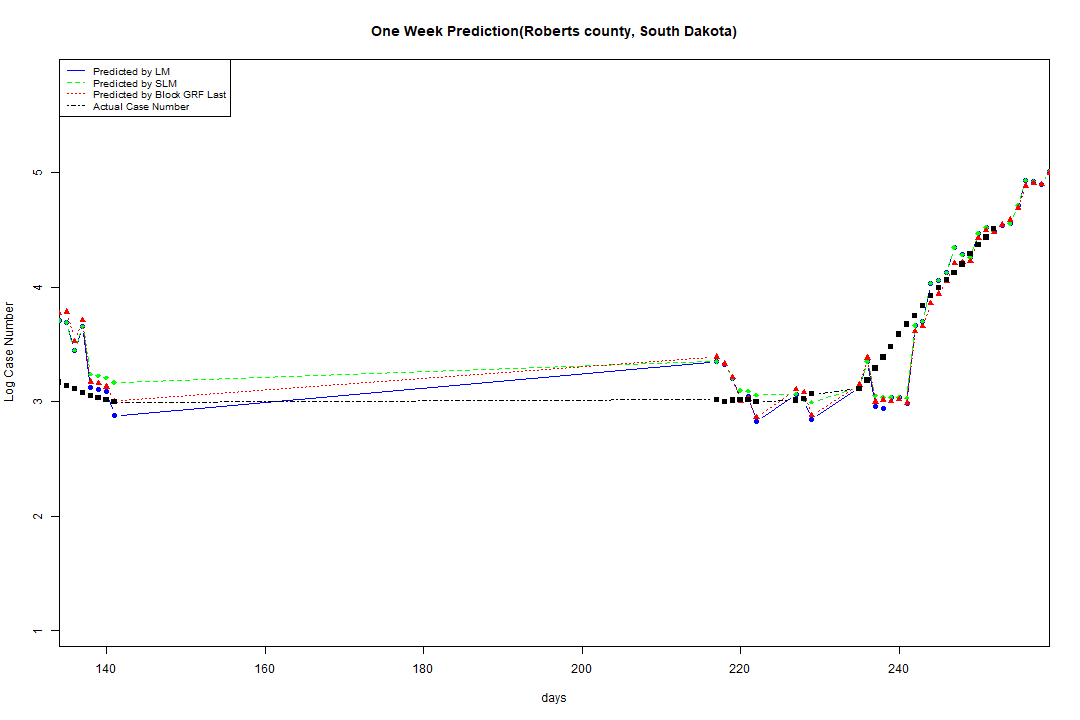 One Week Prediction(Roberts county, South Dakota)
Predicted by LM
Predicted by SLM
Predicted by Block GRF Last
Actual Case Number
5
4
3
2
1
Log Case Number
140 160 180 200 220 240
days